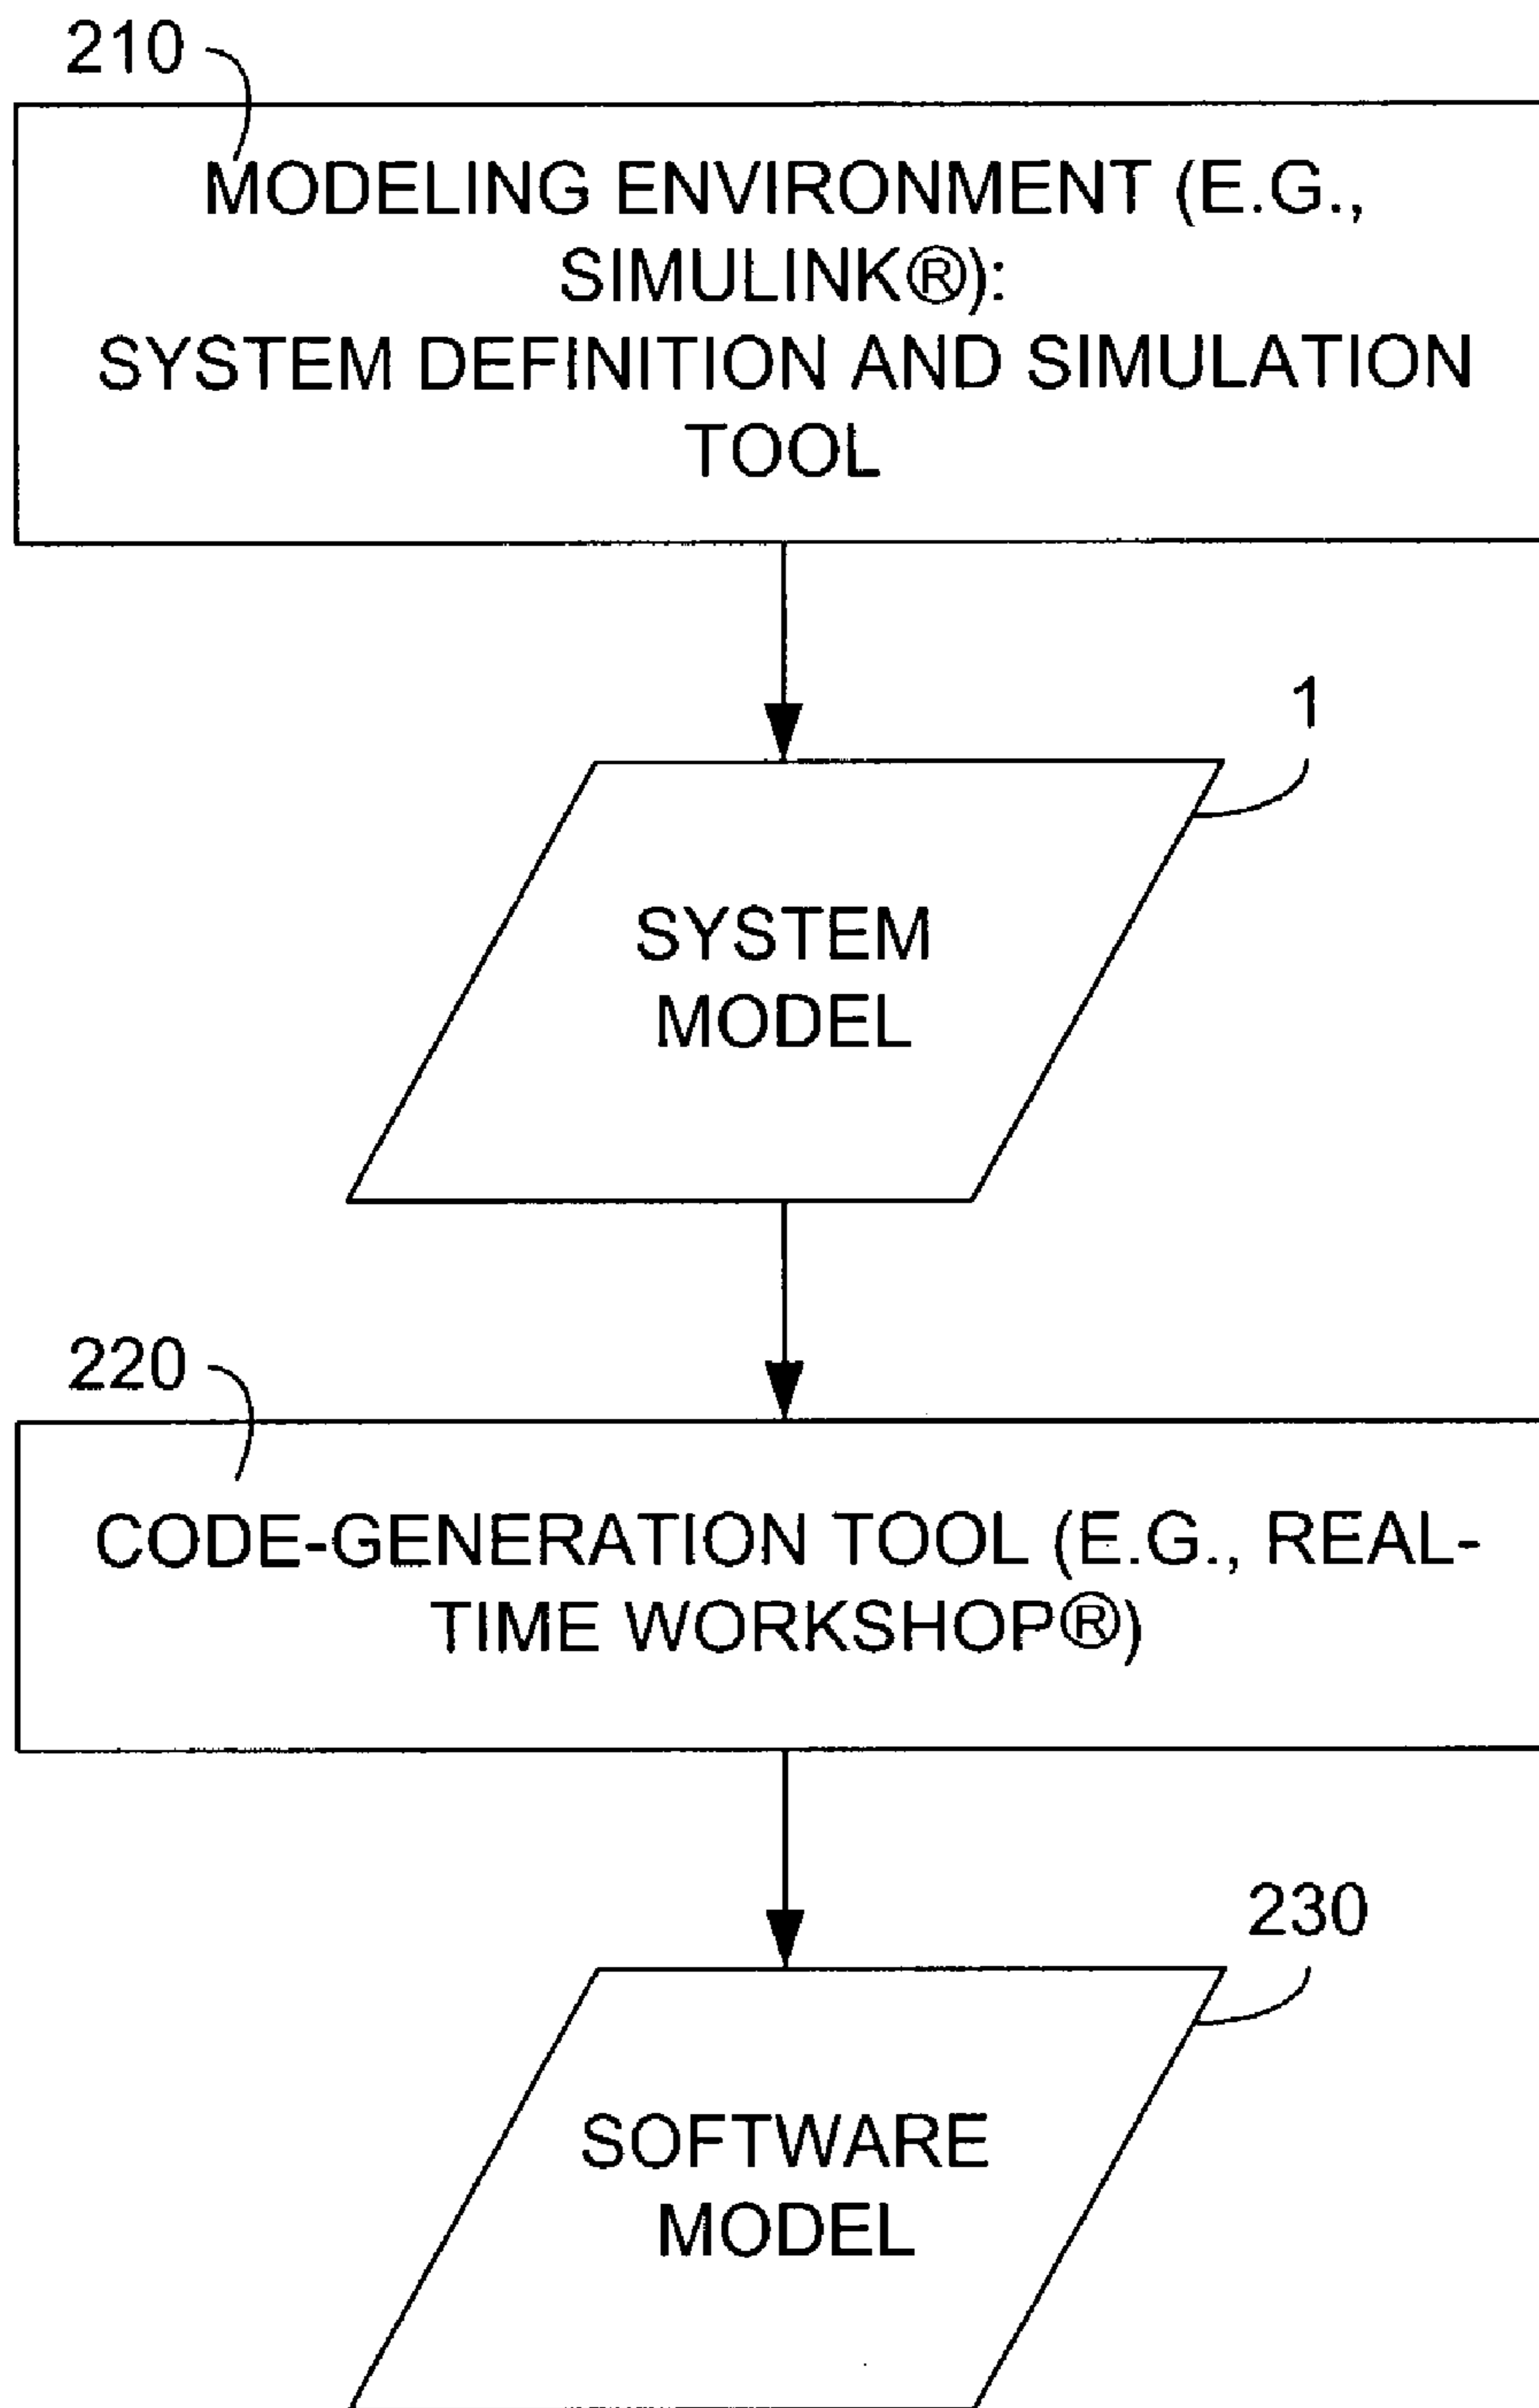 210
MODELING ENVIRONMENT (E.G.,
SIMULINK®):
SYSTEM DEFINITION AND SIMULATION
TOOL
1
SYSTEM
MODEL
220
CODE-GENERATION TOOL (E.G., REAL-
TIME WORKSHOP®)
230
SOFTWARE
MODEL